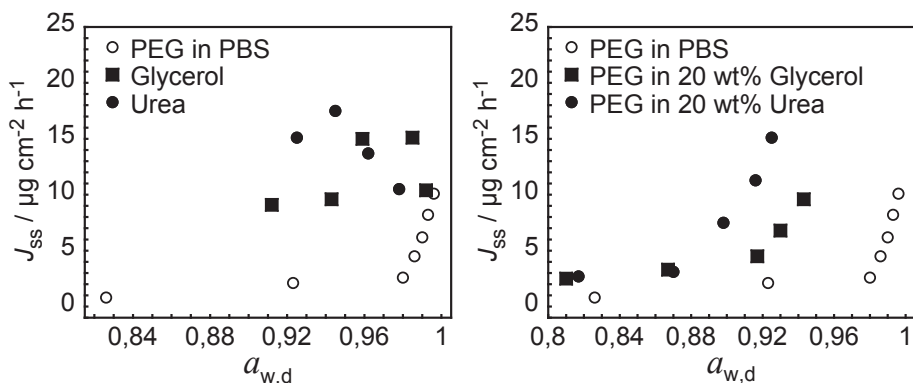 25
20
15
10
5
0
J_ss / µg cm⁻² h⁻¹
PEG in PBS
Glycerol
Urea
0,84
0,88
0,92
0,96
1
a_w,d
25
20
15
10
5
0
J_ss / µg cm⁻² h⁻¹
PEG in PBS
PEG in 20 wt% Glycerol
PEG in 20 wt% Urea
0,8
0,84
0,88
0,92
0,96
1
a_w,d